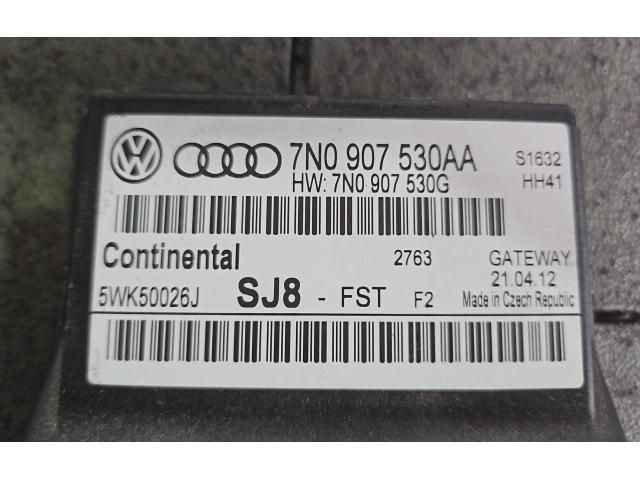 7N0 907 530AA S1632
HW: 7N0 907 530G HH41
Continental 2763 GATEWAY
5WK50026J SJ8 - FST F2 21.04.12
Made in Czech Republic